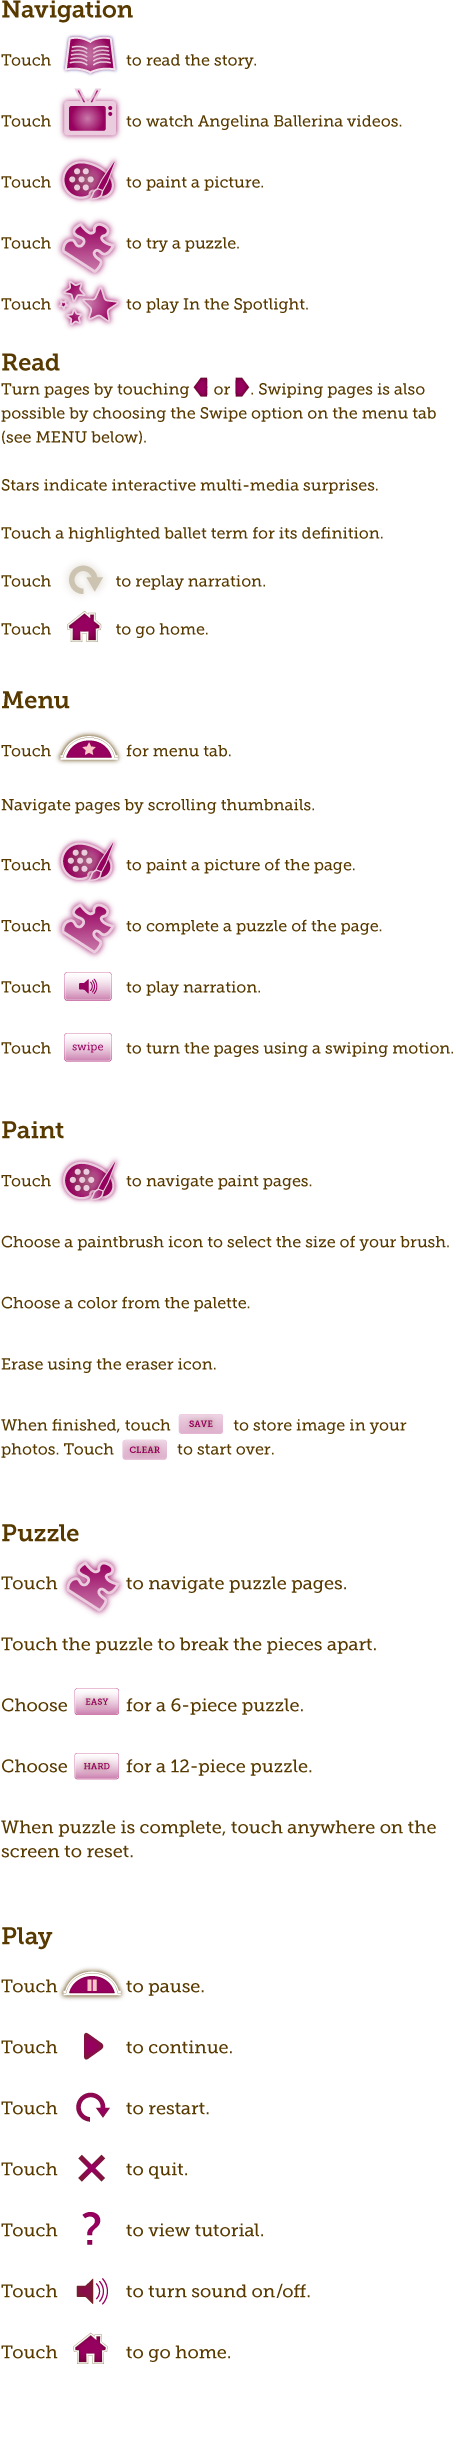 Navigation
Touch to read the story.
Touch to watch Angelina Ballerina videos.
Touch to paint a picture.
Touch to try a puzzle.
Touch to play In the Spotlight.
Read
Turn pages by touching or . Swiping pages is also
possible by choosing the Swipe option on the menu tab
(see MENU below).
Stars indicate interactive multi-media surprises.
Touch a highlighted ballet term for its definition.
Touch to replay narration.
Touch to go home.
Menu
Touch for menu tab.
Navigate pages by scrolling thumbnails.
Touch to paint a picture of the page.
Touch to complete a puzzle of the page.
Touch to play narration.
Touch swipe to turn the pages using a swiping motion.
Paint
Touch to navigate paint pages.
Choose a paintbrush icon to select the size of your brush.
Choose a color from the palette.
Erase using the eraser icon.
When finished, touch SAVE to store image in your
photos. Touch CLEAR to start over.
Puzzle
Touch to navigate puzzle pages.
Touch the puzzle to break the pieces apart.
Choose EASY for a 6-piece puzzle.
Choose HARD for a 12-piece puzzle.
When puzzle is complete, touch anywhere on the
screen to reset.
Play
Touch to pause.
Touch to continue.
Touch to restart.
Touch to quit.
Touch ? to view tutorial.
Touch to turn sound on/off.
Touch to go home.